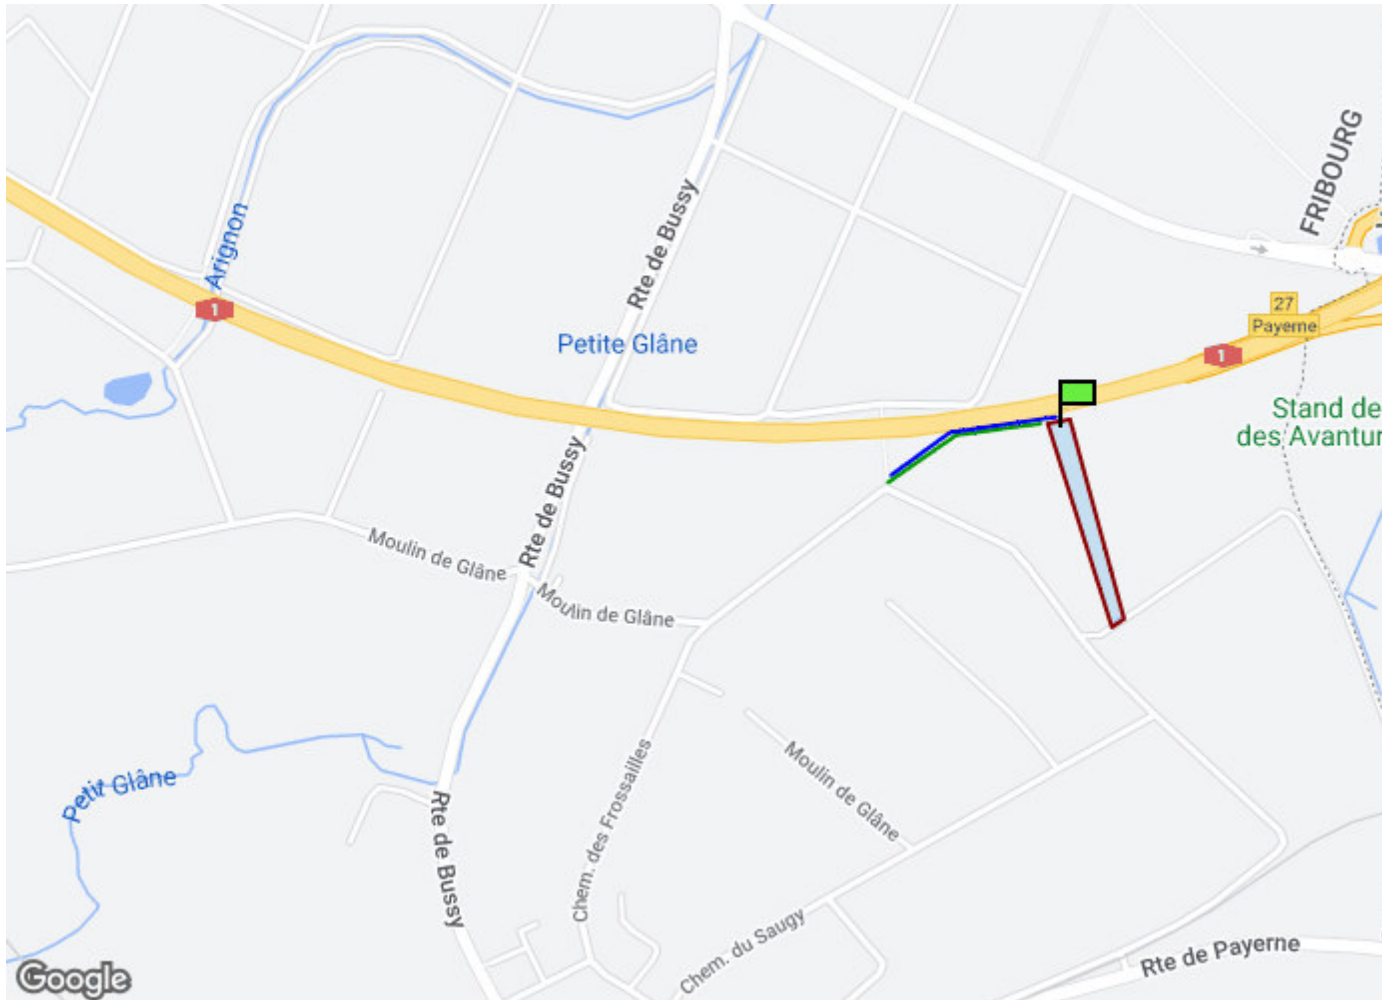 FRIBOURG
Arignon
Rte de Bussy
1
27
Payerne
Petite Glâne
1
Stand de
des Avantur
Rte de Bussy
Moulin de Glâne
Moulin de Glâne
Petit Glâne
Moulin de Glâne
Chem. des Frossailles
Rte de Bussy
Chem. du Saugy
Rte de Payerne
Google